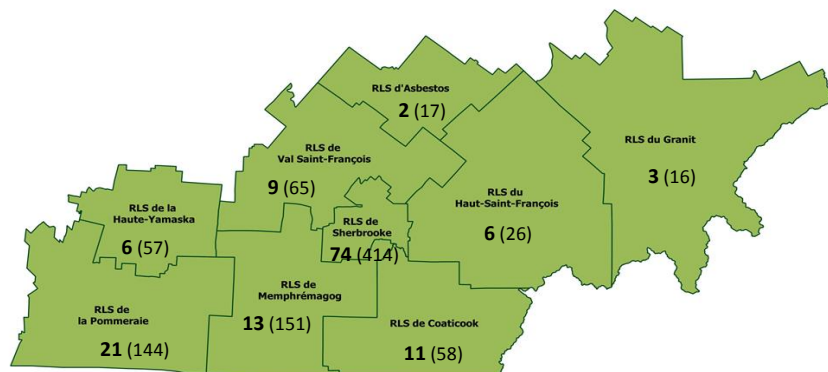 RLS d'Asbestos
2 (17)
RLS de
Val Saint-François
9 (65)
RLS du Granit
3 (16)
RLS de la
Haute-Yamaska
6 (57)
RLS de
Sherbrooke
74 (414)
RLS du
Haut-Saint-François
6 (26)
RLS de
la Pommeraie
21 (144)
RLS de
Memphrémagog
13 (151)
RLS de Coaticook
11 (58)